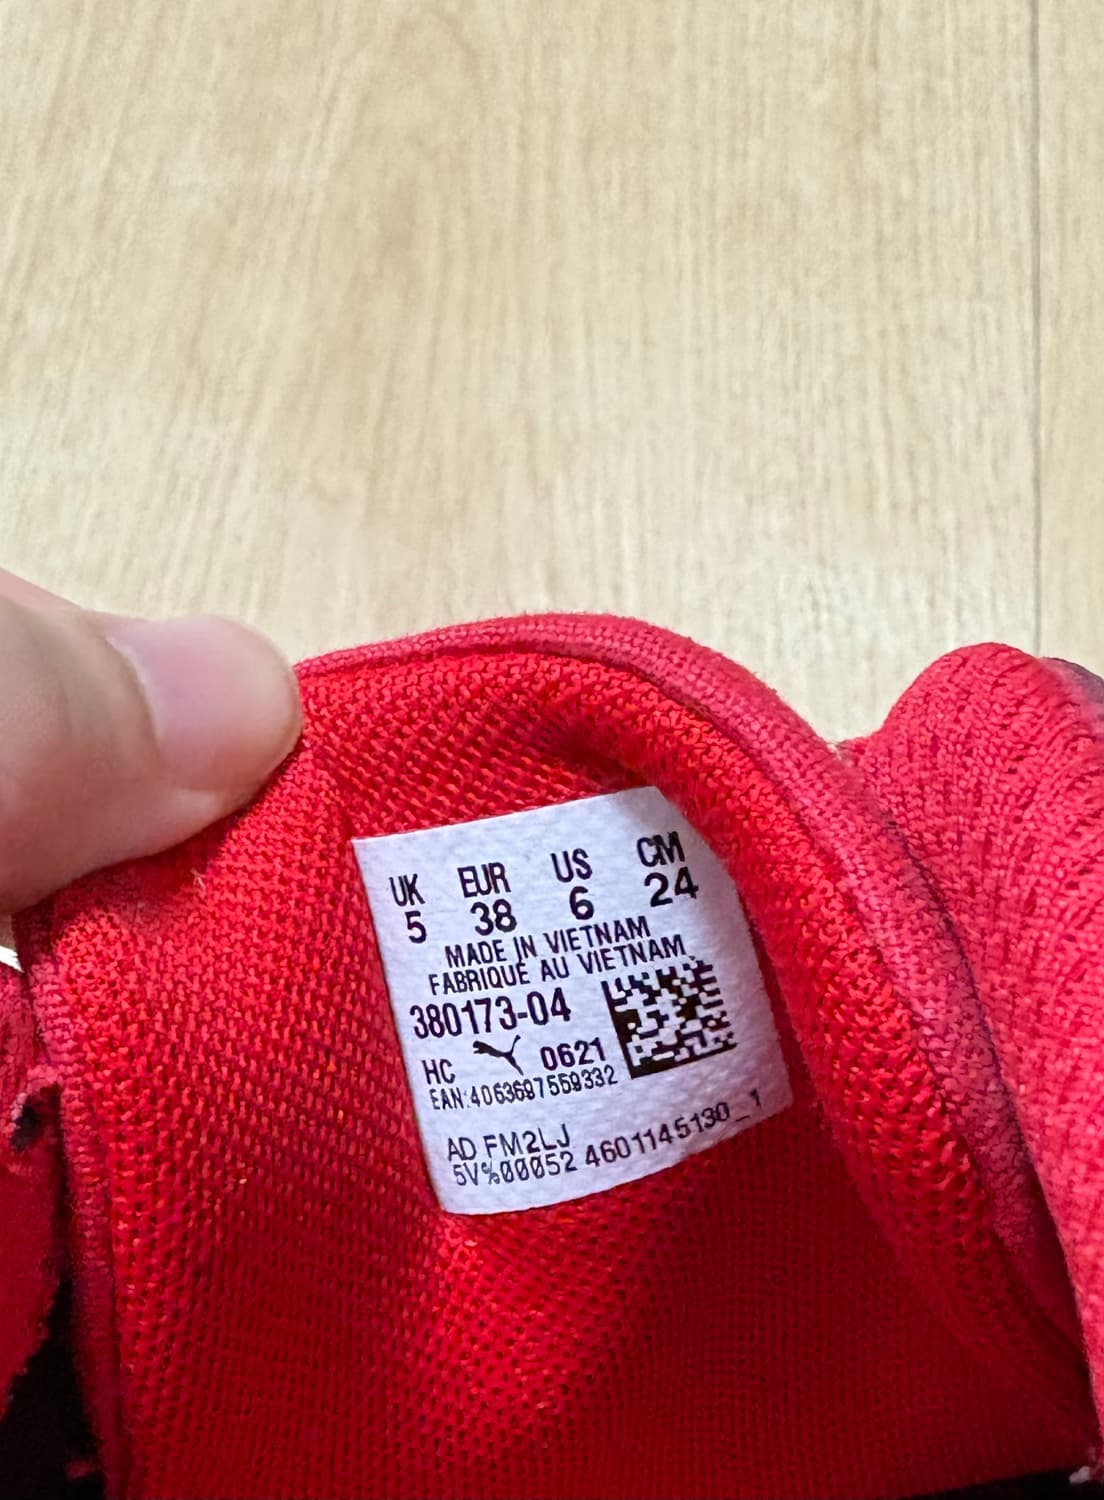 UK EUR US CM
5 38 6 24
MADE IN VIETNAM
FABRIQUÉ AU VIETNAM
380173-04
HC 0621
EAN:4063697559332
AD FM2LJ
5V%00052 4601145130_1